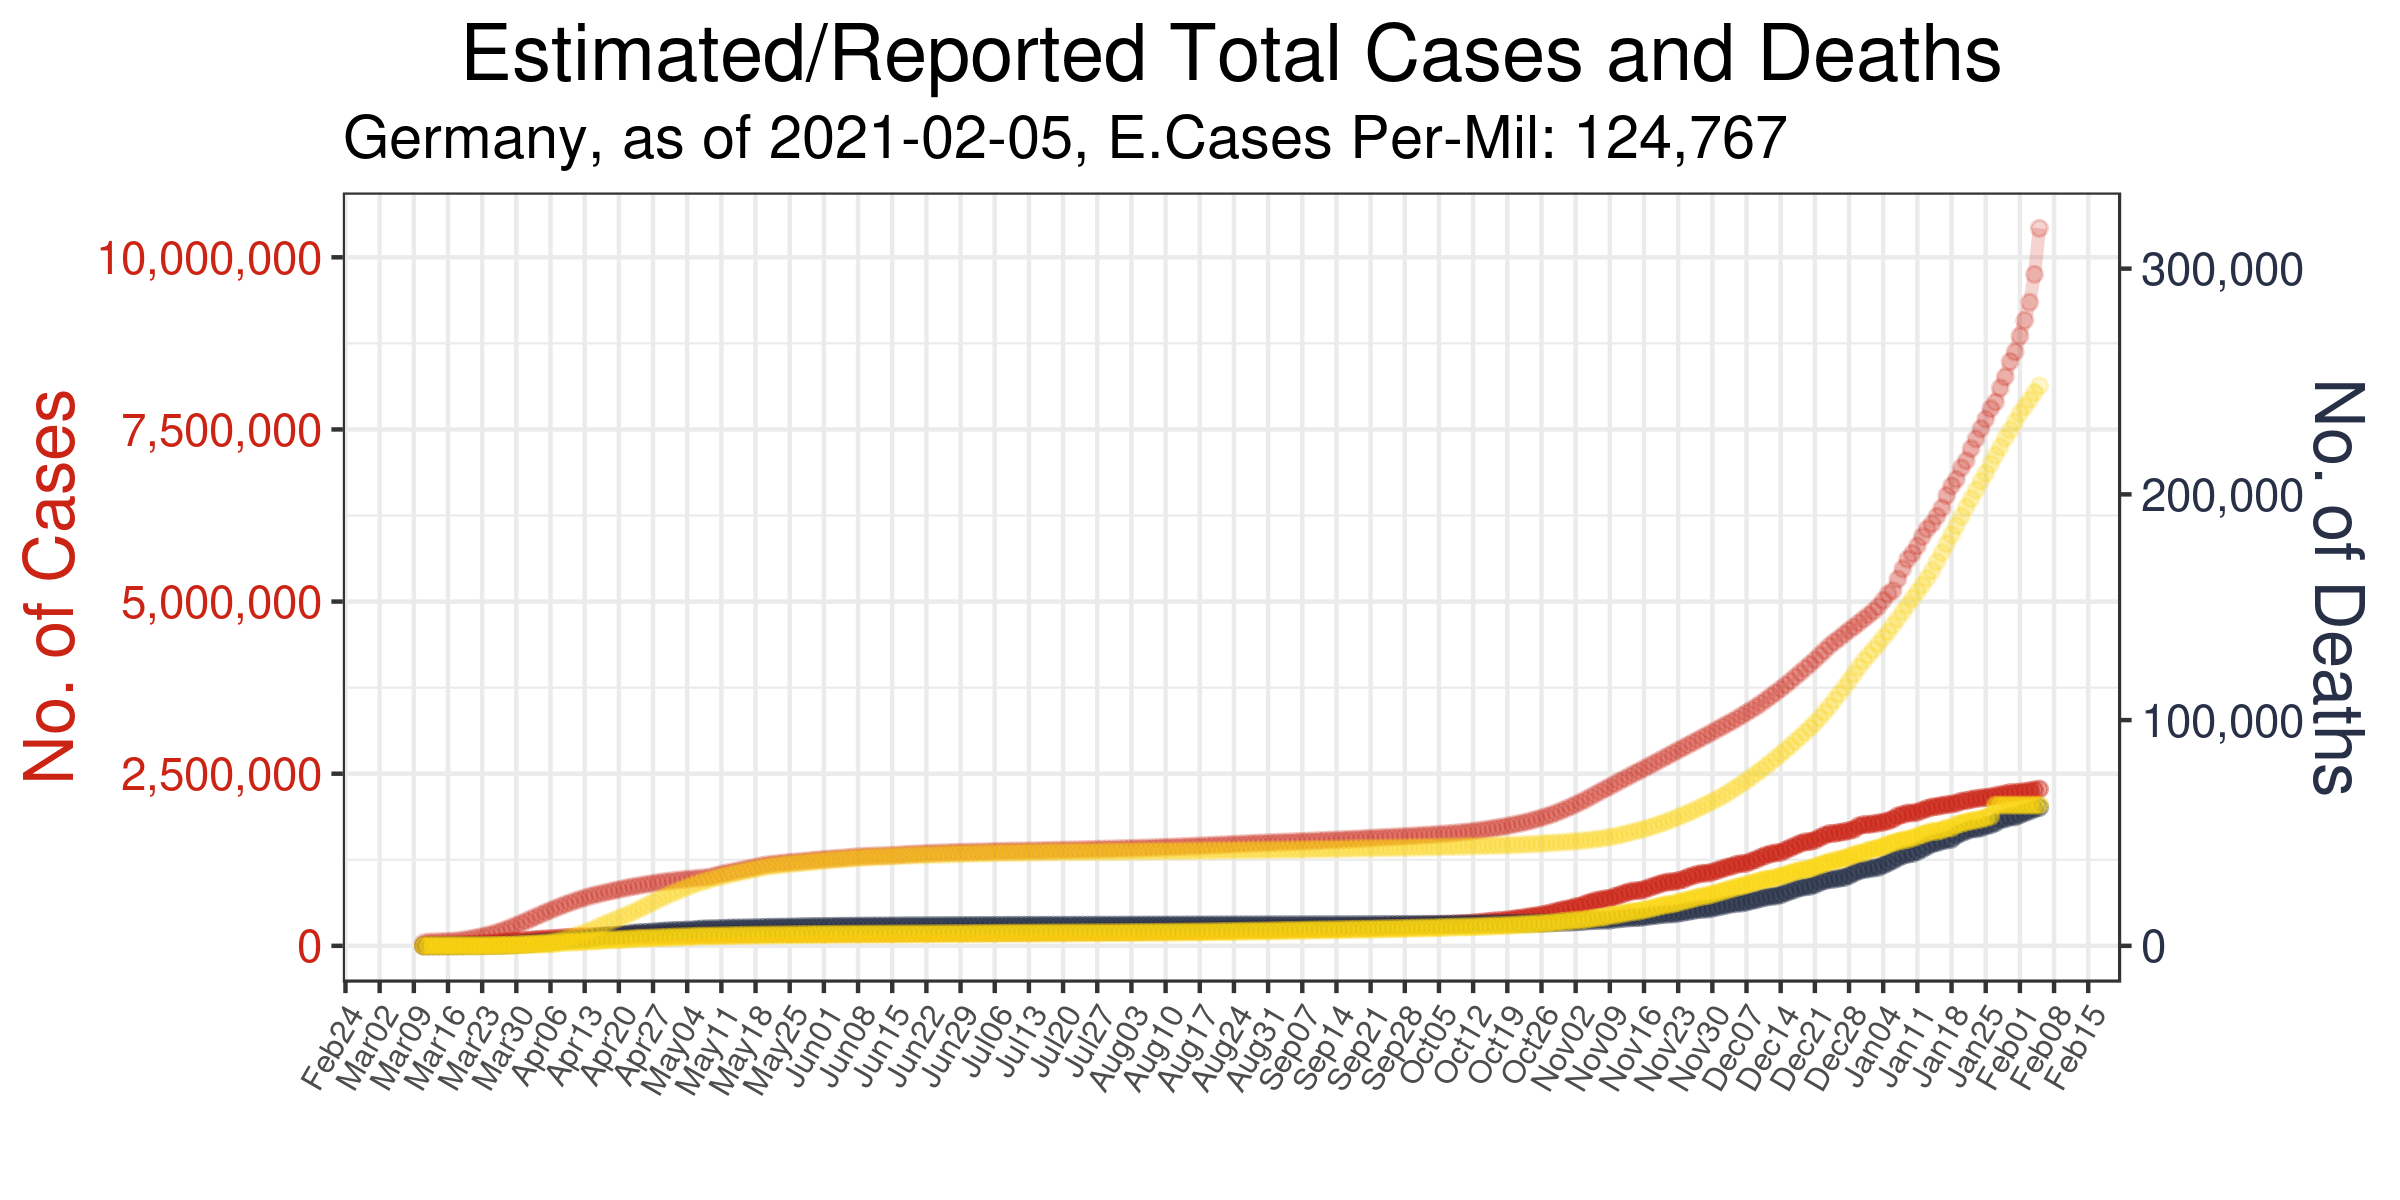 Estimated/Reported Total Cases and Deaths
Germany, as of 2021-02-05, E.Cases Per-Mil: 124,767
No. of Cases
10,000,000
7,500,000
5,000,000
2,500,000
0
300,000
200,000
100,000
0
No. of Deaths
Feb24
Mar02
Mar09
Mar16
Mar23
Mar30
Apr06
Apr13
Apr20
Apr27
May04
May11
May18
May25
Jun01
Jun08
Jun15
Jun22
Jun29
Jul06
Jul13
Jul20
Jul27
Aug03
Aug10
Aug17
Aug24
Aug31
Sep07
Sep14
Sep21
Sep28
Oct05
Oct12
Oct19
Oct26
Nov02
Nov09
Nov16
Nov23
Nov30
Dec07
Dec14
Dec21
Dec28
Jan04
Jan11
Jan18
Jan25
Feb01
Feb08
Feb15